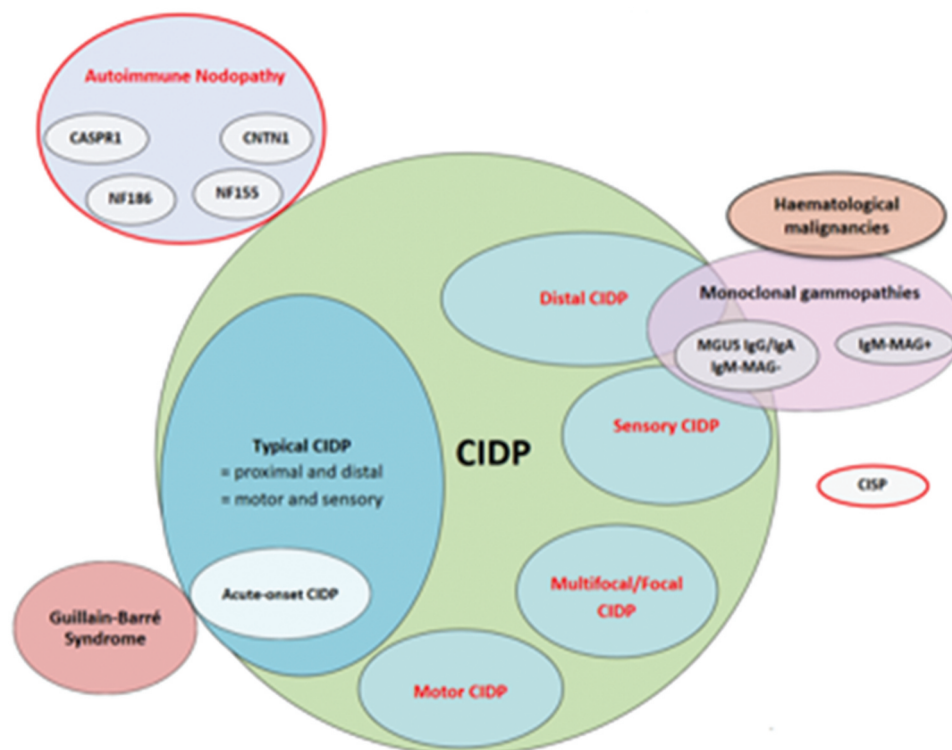 Autoimmune Nodopathy
CASPR1
CNTN1
NF186
NF155
Haematological
malignancies
Distal CIDP
Monoclonal gammopathies
MGUS IgG/IgA
IgM-MAG-
IgM-MAG+
Sensory CIDP
Typical CIDP
= proximal and distal
= motor and sensory
CIDP
CISP
Acute-onset CIDP
Multifocal/Focal
CIDP
Guillain-Barré
Syndrome
Motor CIDP